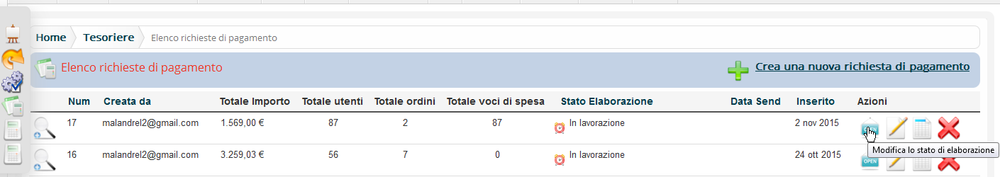 Home Tesoriere Elenco richieste di pagamento
Elenco richieste di pagamento Crea una nuova richiesta di pagamento
Num Creata da Totale Importo Totale utenti Totale ordini Totale voci di spesa Stato Elaborazione Data Send Inserito Azioni
17 malandrel2@gmail.com 1.569,00 € 87 2 87 In lavorazione 2 nov 2015 OPEN
Modifica lo stato di elaborazione
16 malandrel2@gmail.com 3.259,03 € 56 7 0 In lavorazione 24 ott 2015 OPEN